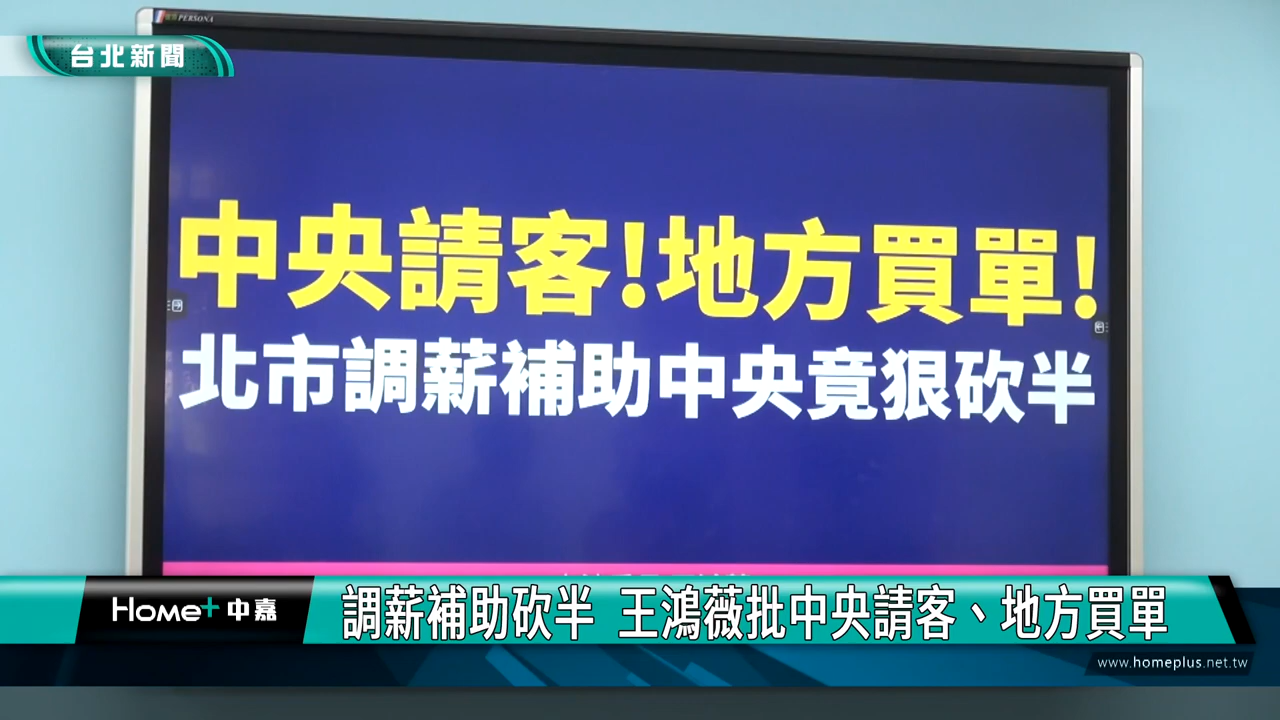 PERSONA
台北新聞
中央請客!地方買單!
北市調薪補助中央竟狠砍半
Home+中嘉
調薪補助砍半 王鴻薇批中央請客、地方買單
www.homeplus.net.tw